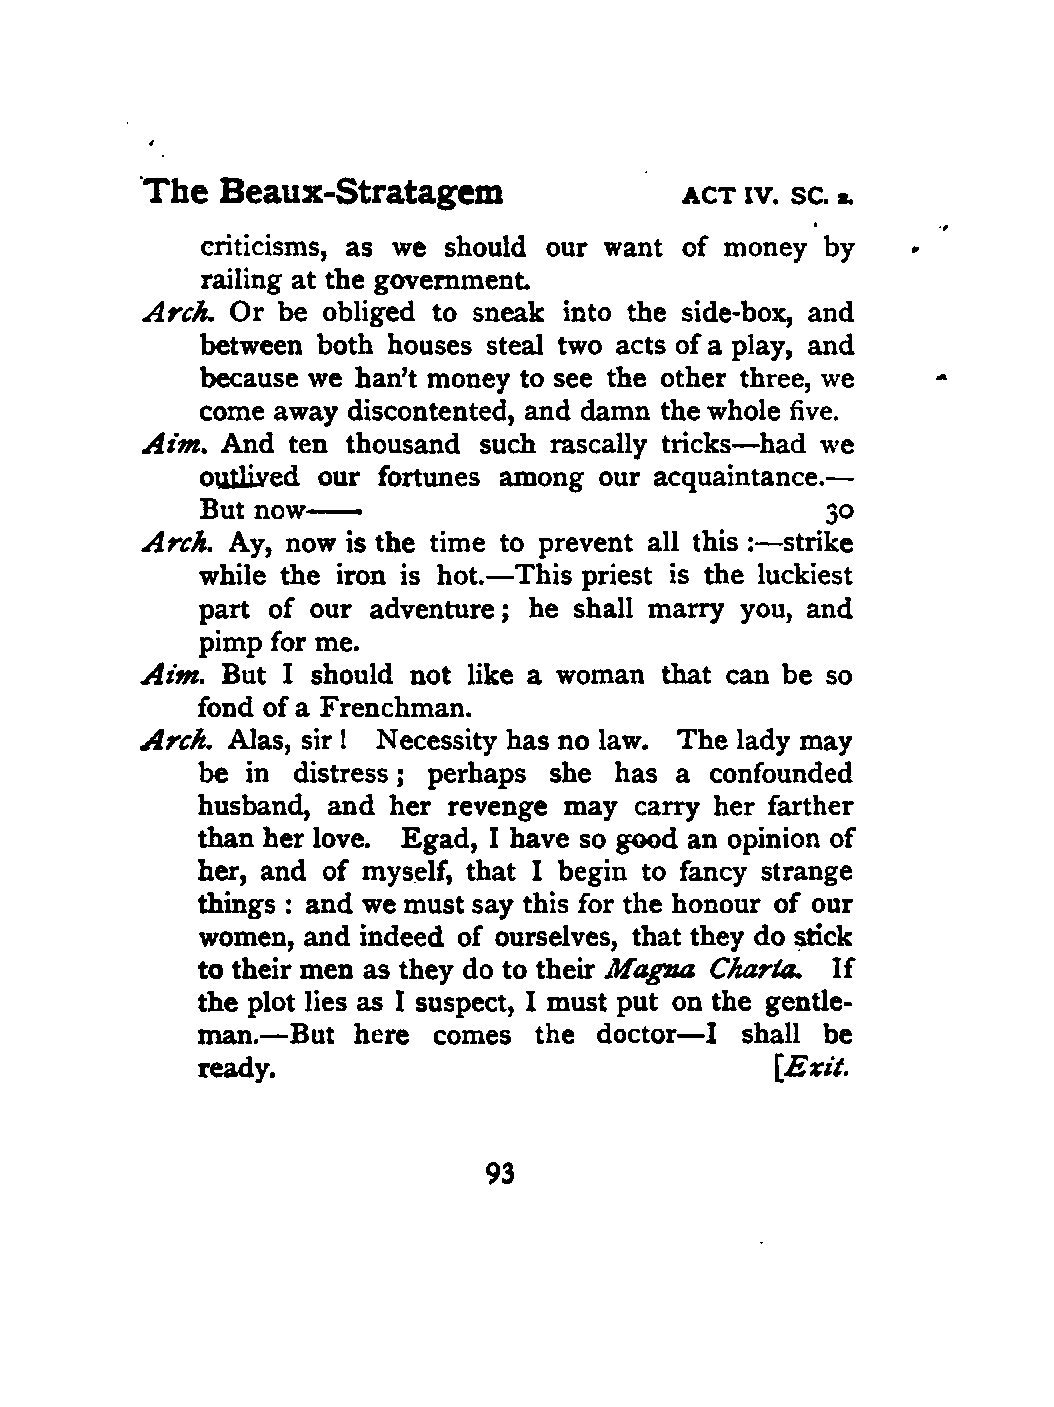 The Beaux-Stratagem ACT IV. SC. 2.
criticisms, as we should our want of money by
railing at the government.
Arch. Or be obliged to sneak into the side-box, and
between both houses steal two acts of a play, and
because we han't money to see the other three, we
come away discontented, and damn the whole five.
Aim. And ten thousand such rascally tricks—had we
outlived our fortunes among our acquaintance.—
But now—— 30
Arch. Ay, now is the time to prevent all this :—strike
while the iron is hot.—This priest is the luckiest
part of our adventure ; he shall marry you, and
pimp for me.
Aim. But I should not like a woman that can be so
fond of a Frenchman.
Arch. Alas, sir ! Necessity has no law. The lady may
be in distress ; perhaps she has a confounded
husband, and her revenge may carry her farther
than her love. Egad, I have so good an opinion of
her, and of myself, that I begin to fancy strange
things : and we must say this for the honour of our
women, and indeed of ourselves, that they do stick
to their men as they do to their Magna Charta. If
the plot lies as I suspect, I must put on the gentle-
man.—But here comes the doctor—I shall be
ready. [Exit.
93